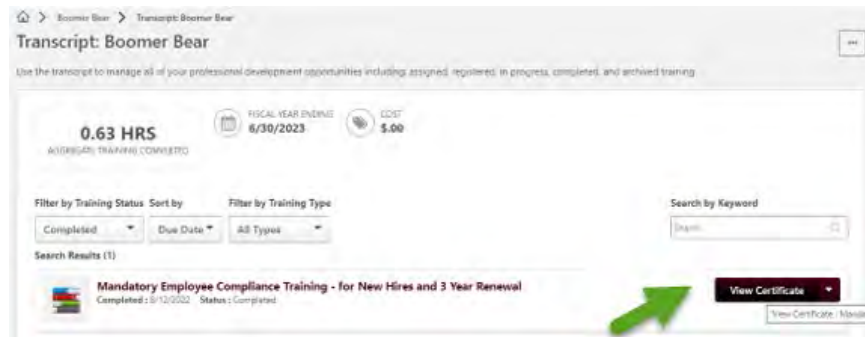 Boomer Bear > Transcript: Boomer Bear
Transcript: Boomer Bear
Use the transcript to manage all of your professional development opportunities including: assigned, registered, in progress, completed, and archived training.
0.63 HRS
AGGREGATE TRAINING COMPLETED
FISCAL YEAR ENDING
6/30/2023
COST
$.00
Filter by Training Status Sort by Filter by Training Type Search by Keyword
Completed Due Date All Types Search
Search Results (1)
Mandatory Employee Compliance Training - for New Hires and 3 Year Renewal
Completed : 8/12/2022 Status : Completed
View Certificate
View Certificate : Manda